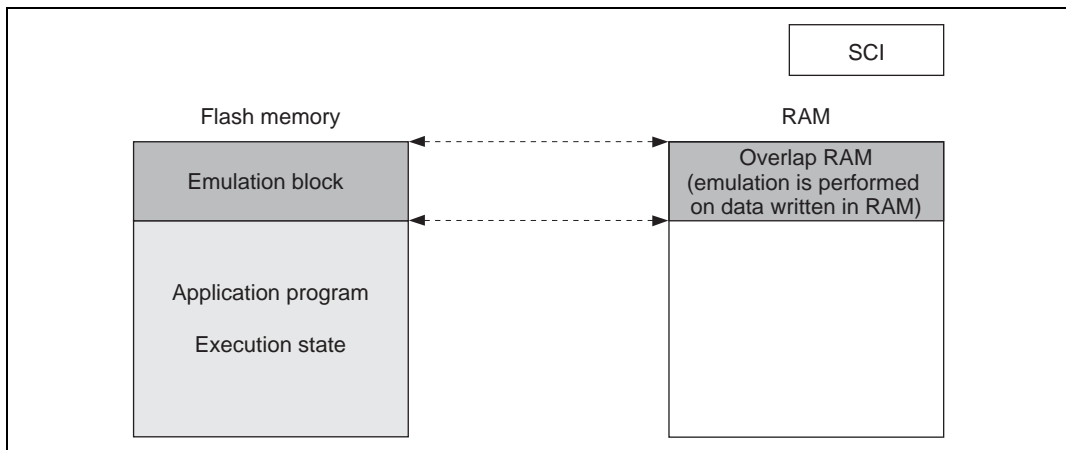 SCI
Flash memory
RAM
Emulation block
Overlap RAM
(emulation is performed
on data written in RAM)
Application program
Execution state